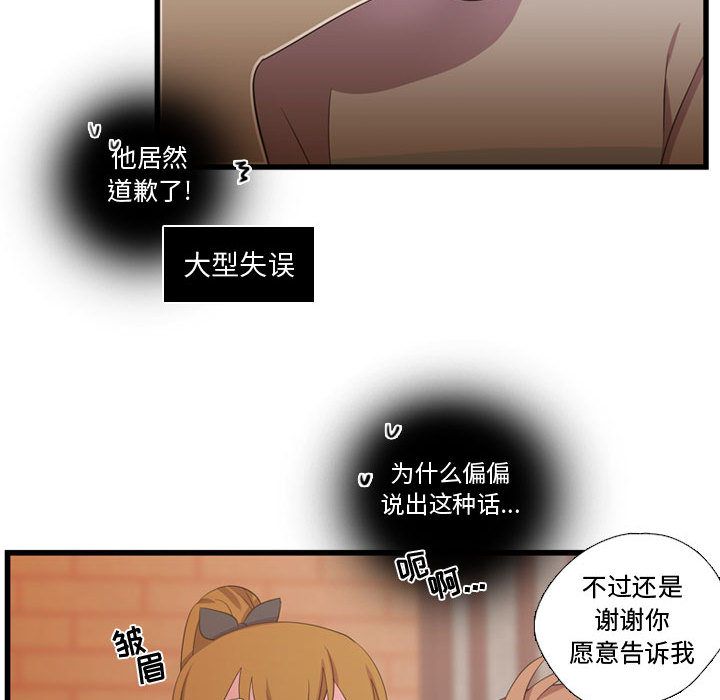 他居然
道歉了!
大型失误
为什么偏偏
说出这种话...
呃
啊...
皱
眉
不过还是
谢谢你
愿意告诉我